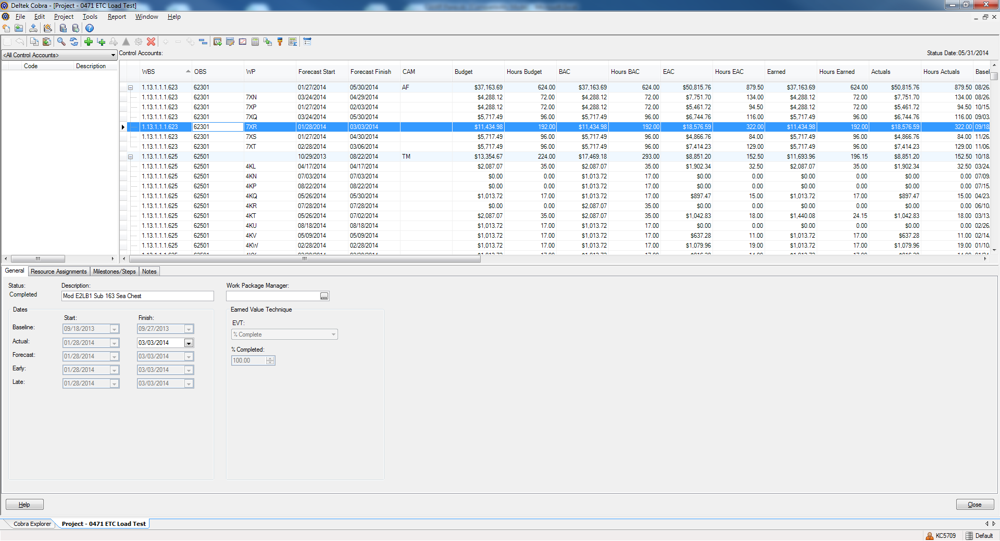 Deltek Cobra - [Project - 0471 ETC Load Test]
File Edit Project Tools Report Window Help
<All Control Accounts> Control Accounts: Status Date: 05/31/2014
Code Description
WBS OBS WP Forecast Start Forecast Finish CAM Budget Hours Budget BAC Hours BAC EAC Hours EAC Earned Hours Earned Actuals Hours Actuals Basel
1.13.1.1.1.623 62301 01/27/2014 05/30/2014 AF $37,163.69 624.00 $37,163.69 624.00 $50,815.76 879.50 $37,163.69 624.00 $50,815.76 879.50 08/26
1.13.1.1.1.623 62301 7XN 03/24/2014 04/29/2014 $4,288.12 72.00 $4,288.12 72.00 $7,751.70 134.00 $4,288.12 72.00 $7,751.70 134.00 08/26
1.13.1.1.1.623 62301 7XP 01/27/2014 02/03/2014 $4,288.12 72.00 $4,288.12 72.00 $5,461.72 94.50 $4,288.12 72.00 $5,461.72 94.50 10/15
1.13.1.1.1.623 62301 7XQ 03/24/2014 05/30/2014 $5,717.49 96.00 $5,717.49 96.00 $6,744.76 116.00 $5,717.49 96.00 $6,744.76 116.00 09/03
1.13.1.1.1.623 62301 7XR 01/28/2014 03/03/2014 $11,434.98 192.00 $11,434.98 192.00 $18,576.59 322.00 $11,434.98 192.00 $18,576.59 322.00 09/18
1.13.1.1.1.623 62301 7XS 01/27/2014 04/30/2014 $5,717.49 96.00 $5,717.49 96.00 $4,866.76 84.00 $5,717.49 96.00 $4,866.76 84.00 11/26
1.13.1.1.1.623 62301 7XT 02/28/2014 03/06/2014 $5,717.49 96.00 $5,717.49 96.00 $7,414.23 129.00 $5,717.49 96.00 $7,414.23 129.00 11/06
1.13.1.1.1.625 62501 10/29/2013 08/22/2014 TM $13,354.67 224.00 $17,469.18 293.00 $8,851.20 152.50 $11,693.96 196.15 $8,851.20 152.50 10/18
1.13.1.1.1.625 62501 4KL 04/17/2014 04/17/2014 $2,087.07 35.00 $2,087.07 35.00 $1,902.34 32.50 $2,087.07 35.00 $1,902.34 32.50 03/24
1.13.1.1.1.625 62501 4KN 07/03/2014 07/03/2014 $0.00 0.00 $1,013.72 17.00 $0.00 0.00 $0.00 0.00 $0.00 0.00 07/09
1.13.1.1.1.625 62501 4KP 08/22/2014 08/22/2014 $0.00 0.00 $1,013.72 17.00 $0.00 0.00 $0.00 0.00 $0.00 0.00 07/15
1.13.1.1.1.625 62501 4KQ 05/26/2014 05/30/2014 $1,013.72 17.00 $1,013.72 17.00 $897.47 15.00 $1,013.72 17.00 $897.47 15.00 04/23
1.13.1.1.1.625 62501 4KR 07/28/2014 07/28/2014 $0.00 0.00 $2,087.07 35.00 $0.00 0.00 $0.00 0.00 $0.00 0.00 06/10
1.13.1.1.1.625 62501 4KT 05/26/2014 07/02/2014 $2,087.07 35.00 $2,087.07 35.00 $1,042.83 18.00 $1,440.08 24.15 $1,042.83 18.00 03/13
1.13.1.1.1.625 62501 4KU 08/18/2014 08/18/2014 $1,013.72 17.00 $1,013.72 17.00 $0.00 0.00 $0.00 0.00 $0.00 0.00 02/26
1.13.1.1.1.625 62501 4KV 05/09/2014 05/09/2014 $1,013.72 17.00 $1,013.72 17.00 $637.28 11.00 $1,013.72 17.00 $637.28 11.00 02/14
1.13.1.1.1.625 62501 4KW 02/28/2014 02/28/2014 $1,013.72 17.00 $1,013.72 17.00 $1,079.96 19.00 $1,013.72 17.00 $1,079.96 19.00 01/10
General Resource Assignments Milestones/Steps Notes
Status: Description: Work Package Manager:
Completed Mod E2LB1 Sub 163 Sea Chest ...
Dates Earned Value Technique
Start: Finish: EVT:
Baseline: 09/18/2013 09/27/2013 % Complete
Actual: 01/28/2014 03/03/2014 % Completed:
Forecast: 01/28/2014 03/03/2014 100.00
Early: 01/28/2014 03/03/2014
Late: 01/28/2014 03/03/2014
Help Close
Cobra Explorer Project - 0471 ETC Load Test
KC5709 Default